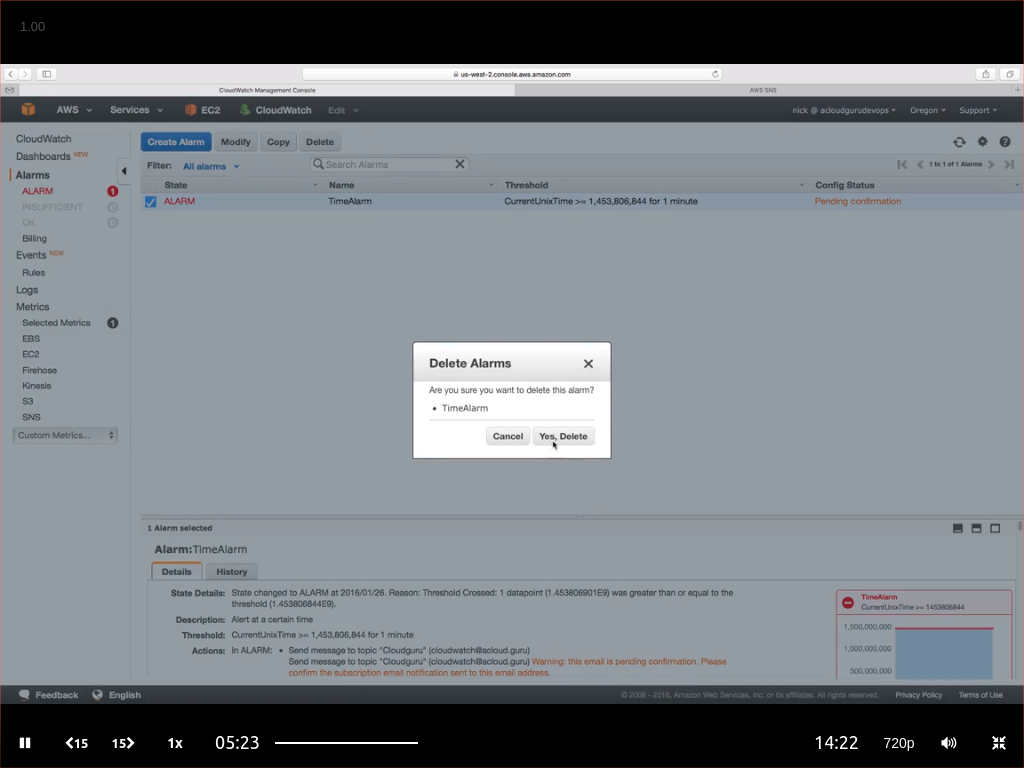 1.00
us-west-2.console.aws.amazon.com
CloudWatch Management Console
AWS SNS
AWS Services EC2 CloudWatch Edit nick @ acloudgurudevops Oregon Support
CloudWatch
Dashboards NEW
Alarms
ALARM 1
INSUFFICIENT 0
OK 0
Billing
Events NEW
Rules
Logs
Metrics
Selected Metrics 1
EBS
EC2
Firehose
Kinesis
S3
SNS
Custom Metrics...
Create Alarm Modify Copy Delete
Filter: All alarms Search Alarms 1 to 1 of 1 Alarms
State Name Threshold Config Status
ALARM TimeAlarm CurrentUnixTime >= 1,453,806,844 for 1 minute Pending confirmation
Delete Alarms
Are you sure you want to delete this alarm?
• TimeAlarm
Cancel Yes, Delete
1 Alarm selected
Alarm:TimeAlarm
Details History
State Details: State changed to ALARM at 2016/01/26. Reason: Threshold Crossed: 1 datapoint (1.453806901E9) was greater than or equal to the
threshold (1.453806844E9).
Description: Alert at a certain time
Threshold: CurrentUnixTime >= 1,453,806,844 for 1 minute
Actions: In ALARM: • Send message to topic "Cloudguru" (cloudwatch@acloud.guru)
Send message to topic "Cloudguru" (cloudwatch@acloud.guru) Warning: this email is pending confirmation. Please
confirm the subscription email notification sent to this email address.
TimeAlarm
CurrentUnixTime >= 1453806844
1,500,000,000
1,000,000,000
500,000,000
Feedback English © 2008 - 2016, Amazon Web Services, Inc. or its affiliates. All rights reserved. Privacy Policy Terms of Use
15 15 1x 05:23 14:22 720p